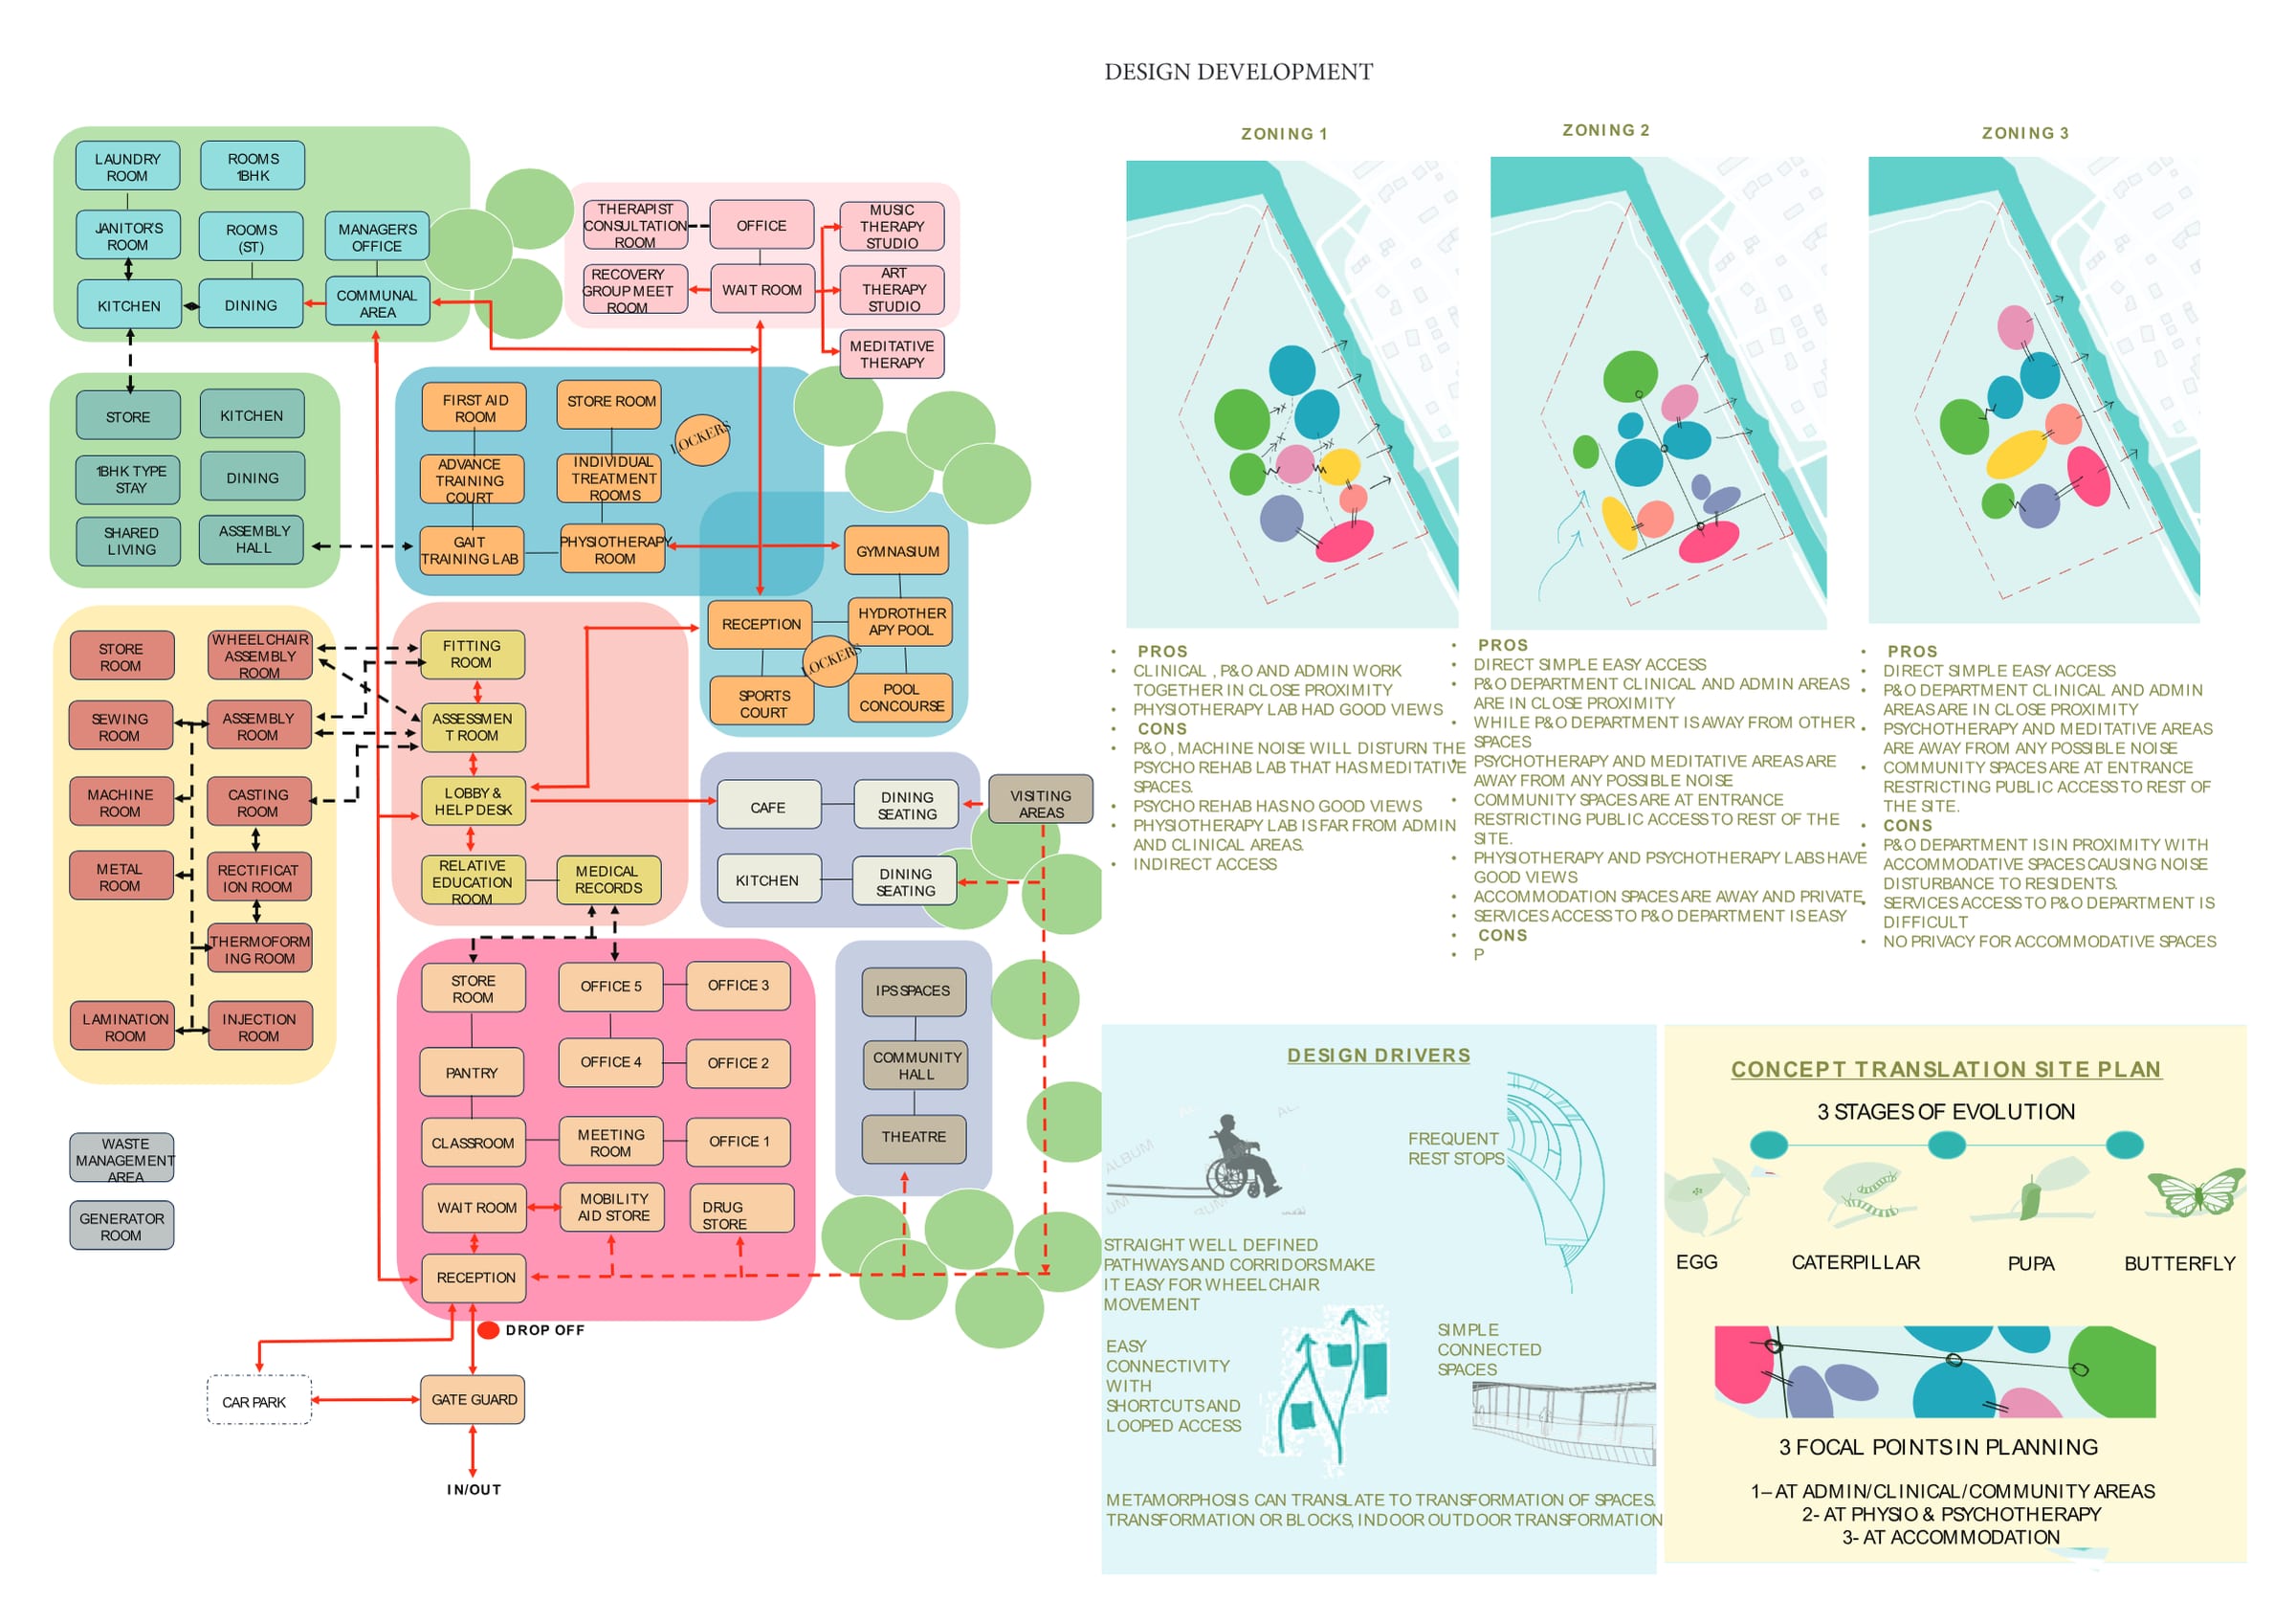 DESIGN DEVELOPMENT
LAUNDRY
ROOM
ROOMS
1BHK
JANITOR'S
ROOM
ROOMS
(ST)
MANAGER'S
OFFICE
KITCHEN
DINING
COMMUNAL
AREA
THERAPIST
CONSULTATION
ROOM
OFFICE
MUSIC
THERAPY
STUDIO
RECOVERY
GROUP MEET
ROOM
WAIT ROOM
ART
THERAPY
STUDIO
MEDITATIVE
THERAPY
STORE
KITCHEN
1BHK TYPE
STAY
DINING
SHARED
LIVING
ASSEMBLY
HALL
FIRST AID
ROOM
STORE ROOM
LOCKERS
ADVANCE
TRAINING
COURT
INDIVIDUAL
TREATMENT
ROOMS
GAIT
TRAINING LAB
PHYSIOTHERAPY
ROOM
GYMNASIUM
RECEPTION
HYDROTHER
APY POOL
LOCKERS
SPORTS
COURT
POOL
CONCOURSE
STORE
ROOM
WHEELCHAIR
ASSEMBLY
ROOM
SEWING
ROOM
ASSEMBLY
ROOM
MACHINE
ROOM
CASTING
ROOM
METAL
ROOM
RECTIFICAT
ION ROOM
THERMOFORM
ING ROOM
LAMINATION
ROOM
INJECTION
ROOM
FITTING
ROOM
ASSESSMEN
T ROOM
LOBBY &
HELP DESK
RELATIVE
EDUCATION
ROOM
MEDICAL
RECORDS
CAFE
DINING
SEATING
VISITING
AREAS
KITCHEN
DINING
SEATING
STORE
ROOM
OFFICE 5
OFFICE 3
PANTRY
OFFICE 4
OFFICE 2
CLASSROOM
MEETING
ROOM
OFFICE 1
WAIT ROOM
MOBILITY
AID STORE
DRUG
STORE
RECEPTION
IPS SPACES
COMMUNITY
HALL
THEATRE
WASTE
MANAGEMENT
AREA
GENERATOR
ROOM
DROP OFF
CAR PARK
GATE GUARD
IN/OUT
ZONING 1
• PROS
• CLINICAL , P&O AND ADMIN WORK
TOGETHER IN CLOSE PROXIMITY
• PHYSIOTHERAPY LAB HAD GOOD VIEWS
• CONS
• P&O , MACHINE NOISE WILL DISTURN THE
PSYCHO REHAB LAB THAT HAS MEDITATIVE
SPACES.
• PSYCHO REHAB HAS NO GOOD VIEWS
• PHYSIOTHERAPY LAB IS FAR FROM ADMIN
AND CLINICAL AREAS.
• INDIRECT ACCESS
ZONING 2
• PROS
• DIRECT SIMPLE EASY ACCESS
• P&O DEPARTMENT CLINICAL AND ADMIN AREAS
ARE IN CLOSE PROXIMITY
• WHILE P&O DEPARTMENT IS AWAY FROM OTHER
SPACES
• PSYCHOTHERAPY AND MEDITATIVE AREAS ARE
AWAY FROM ANY POSSIBLE NOISE
• COMMUNITY SPACES ARE AT ENTRANCE
RESTRICTING PUBLIC ACCESS TO REST OF THE
SITE.
• PHYSIOTHERAPY AND PSYCHOTHERAPY LABS HAVE
GOOD VIEWS
• ACCOMMODATION SPACES ARE AWAY AND PRIVATE
• SERVICES ACCESS TO P&O DEPARTMENT IS EASY
• CONS
• P
ZONING 3
• PROS
• DIRECT SIMPLE EASY ACCESS
• P&O DEPARTMENT CLINICAL AND ADMIN
AREAS ARE IN CLOSE PROXIMITY
• PSYCHOTHERAPY AND MEDITATIVE AREAS
ARE AWAY FROM ANY POSSIBLE NOISE
• COMMUNITY SPACES ARE AT ENTRANCE
RESTRICTING PUBLIC ACCESS TO REST OF
THE SITE.
• CONS
• P&O DEPARTMENT IS IN PROXIMITY WITH
ACCOMMODATIVE SPACES CAUSING NOISE
DISTURBANCE TO RESIDENTS.
• SERVICES ACCESS TO P&O DEPARTMENT IS
DIFFICULT
• NO PRIVACY FOR ACCOMMODATIVE SPACES
DESIGN DRIVERS
ALBUM
FREQUENT
REST STOPS
STRAIGHT WELL DEFINED
PATHWAYS AND CORRIDORS MAKE
IT EASY FOR WHEELCHAIR
MOVEMENT
EASY
CONNECTIVITY
WITH
SHORTCUTS AND
LOOPED ACCESS
SIMPLE
CONNECTED
SPACES
METAMORPHOSIS CAN TRANSLATE TO TRANSFORMATION OF SPACES.
TRANSFORMATION OR BLOCKS, INDOOR OUTDOOR TRANSFORMATION
CONCEPT TRANSLATION SITE PLAN
3 STAGES OF EVOLUTION
EGG
CATERPILLAR
PUPA
BUTTERFLY
3 FOCAL POINTS IN PLANNING
1– AT ADMIN/CLINICAL/COMMUNITY AREAS
2- AT PHYSIO & PSYCHOTHERAPY
3- AT ACCOMMODATION